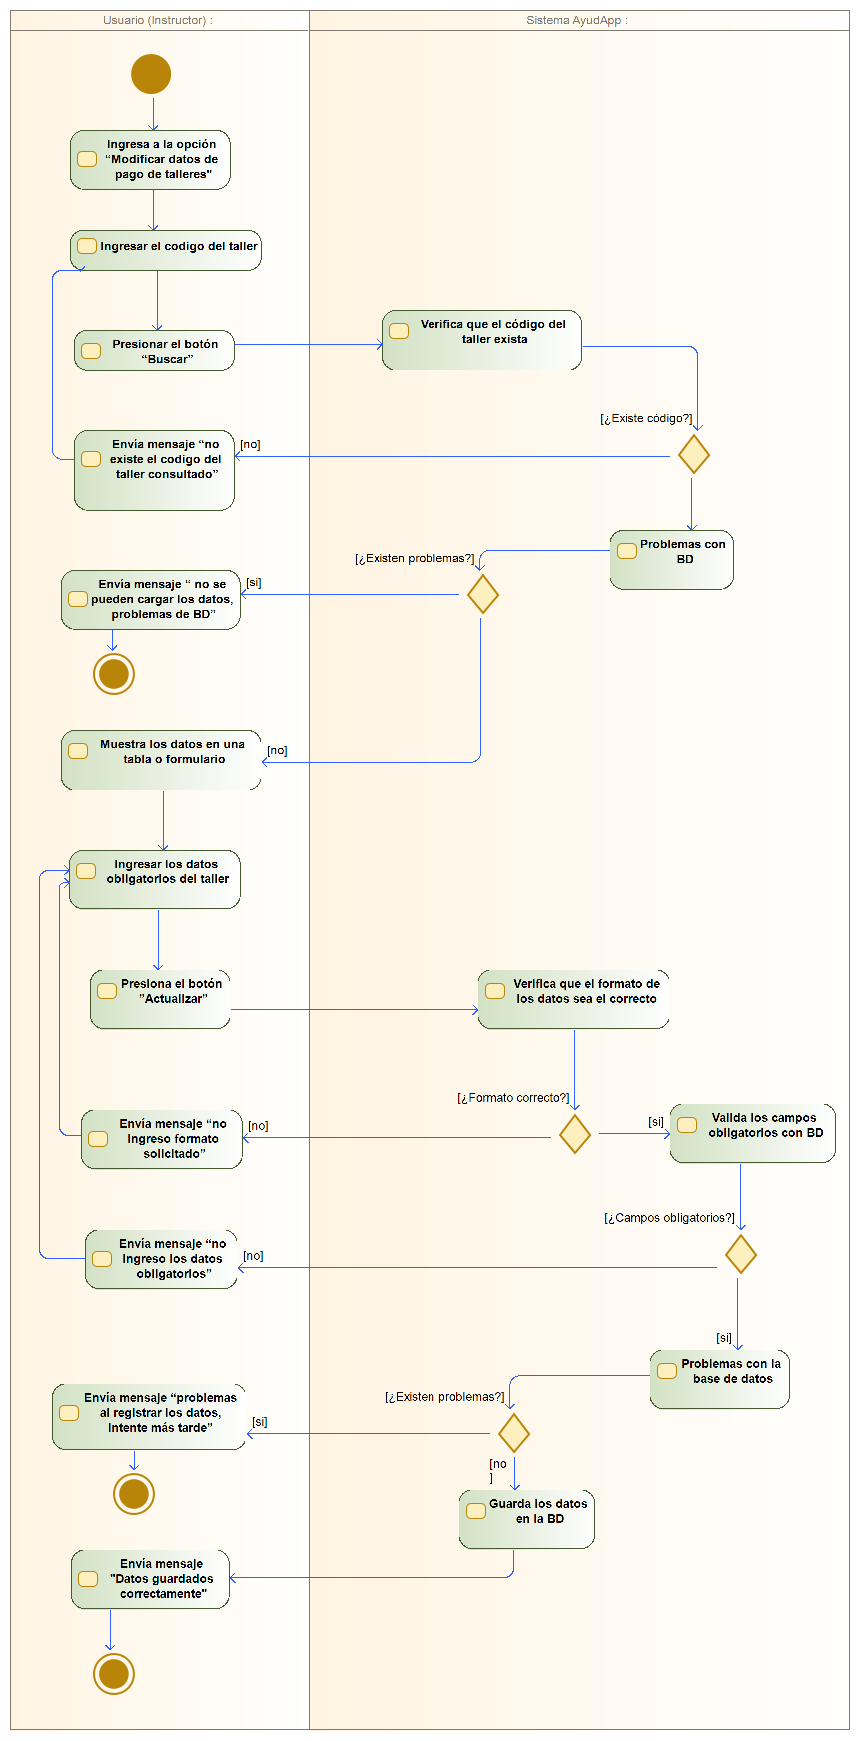 Usuario (Instructor) :
Sistema AyudApp :
Ingresa a la opción
“Modificar datos de
pago de talleres"
Ingresar el codigo del taller
Presionar el botón
“Buscar”
Verifica que el código del
taller exista
[¿Existe código?]
[no]
Envía mensaje “no
existe el codigo del
taller consultado”
Problemas con
BD
[¿Existen problemas?]
[si]
Envía mensaje “ no se
pueden cargar los datos,
problemas de BD”
Muestra los datos en una
tabla o formulario
[no]
Ingresar los datos
obligatorios del taller
Presiona el botón
”Actualizar”
Verifica que el formato de
los datos sea el correcto
[¿Formato correcto?]
[no]
[si]
Envía mensaje “no
ingreso formato
solicitado”
Valida los campos
obligatorios con BD
[¿Campos obligatorios?]
[no]
Envía mensaje “no
ingreso los datos
obligatorios”
[si]
Problemas con la
base de datos
[¿Existen problemas?]
[si]
Envía mensaje “problemas
al registrar los datos,
intente más tarde”
[no
]
Guarda los datos
en la BD
Envía mensaje
"Datos guardados
correctamente"